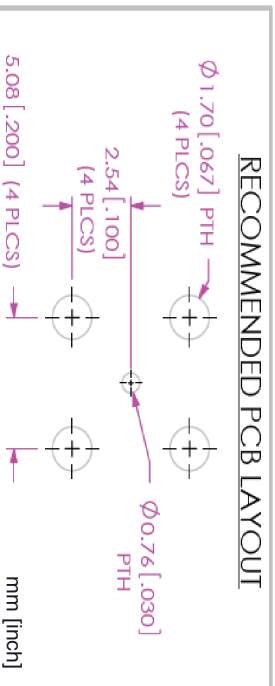 RECOMMENDED PCB LAYOUT
Ø1.70 [.067] PTH
(4 PLCS)
2.54 [.100]
(4 PLCS)
5.08 [.200] (4 PLCS)
Ø0.76 [.030]
PTH
mm [inch]